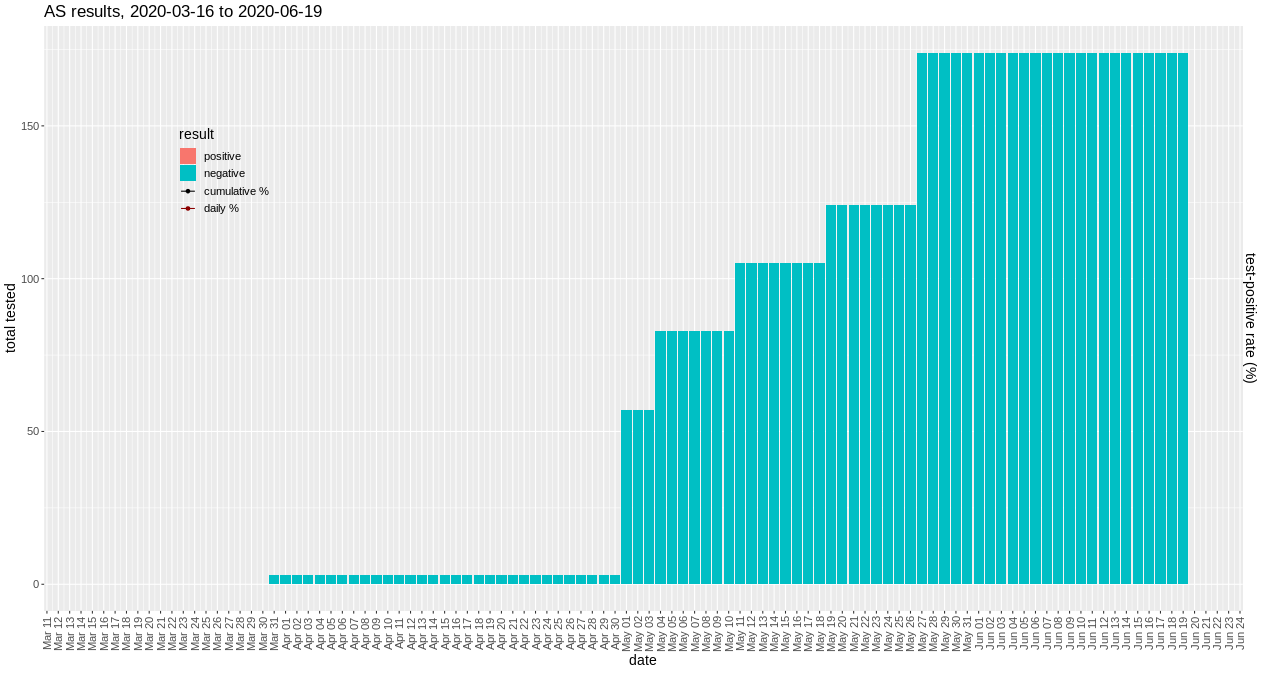 AS results, 2020-03-16 to 2020-06-19
result
positive
negative
cumulative %
daily %
total tested
150
100
50
0
test-positive rate (%)
Mar 11
Mar 12
Mar 13
Mar 14
Mar 15
Mar 16
Mar 17
Mar 18
Mar 19
Mar 20
Mar 21
Mar 22
Mar 23
Mar 24
Mar 25
Mar 26
Mar 27
Mar 28
Mar 29
Mar 30
Mar 31
Apr 01
Apr 02
Apr 03
Apr 04
Apr 05
Apr 06
Apr 07
Apr 08
Apr 09
Apr 10
Apr 11
Apr 12
Apr 13
Apr 14
Apr 15
Apr 16
Apr 17
Apr 18
Apr 19
Apr 20
Apr 21
Apr 22
Apr 23
Apr 24
Apr 25
Apr 26
Apr 27
Apr 28
Apr 29
Apr 30
May 01
May 02
May 03
May 04
May 05
May 06
May 07
May 08
May 09
May 10
May 11
May 12
May 13
May 14
May 15
May 16
May 17
May 18
May 19
May 20
May 21
May 22
May 23
May 24
May 25
May 26
May 27
May 28
May 29
May 30
May 31
Jun 01
Jun 02
Jun 03
Jun 04
Jun 05
Jun 06
Jun 07
Jun 08
Jun 09
Jun 10
Jun 11
Jun 12
Jun 13
Jun 14
Jun 15
Jun 16
Jun 17
Jun 18
Jun 19
Jun 20
Jun 21
Jun 22
Jun 23
Jun 24
date